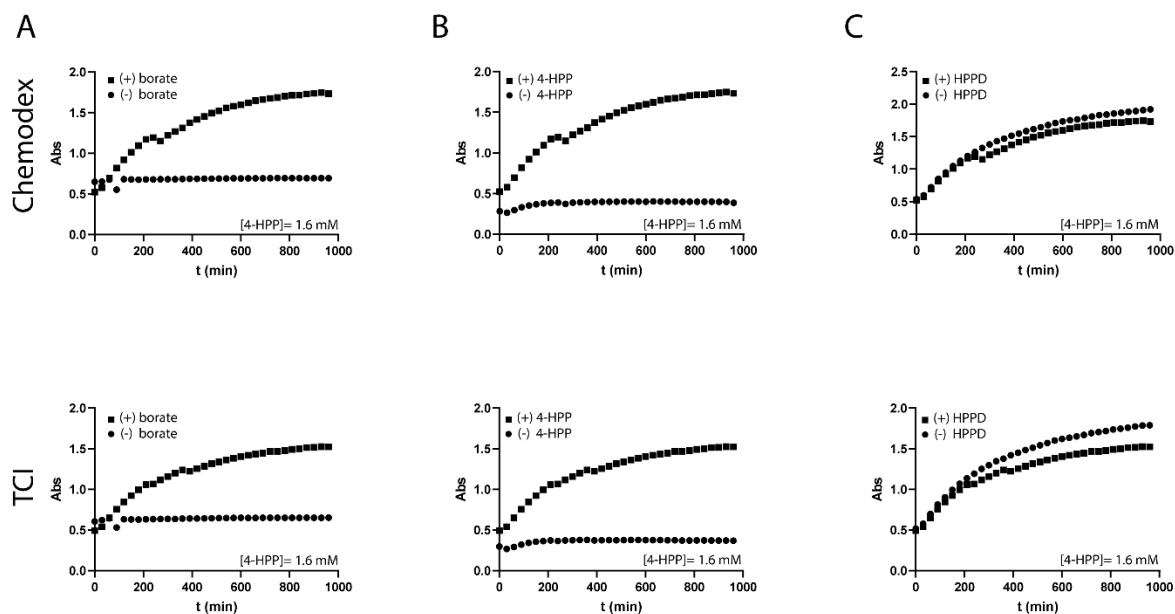 A
B
C
Chemodex
(+) borate
(-) borate
2.0
1.5
1.0
0.5
0.0
Abs
0
200
400
600
800
1000
t (min)
[4-HPP]= 1.6 mM
(+) 4-HPP
(-) 4-HPP
2.0
1.5
1.0
0.5
0.0
Abs
0
200
400
600
800
1000
t (min)
[4-HPP]= 1.6 mM
(+) HPPD
(-) HPPD
2.5
2.0
1.5
1.0
0.5
0.0
Abs
0
200
400
600
800
1000
t (min)
[4-HPP]= 1.6 mM
TCI
(+) borate
(-) borate
2.0
1.5
1.0
0.5
0.0
Abs
0
200
400
600
800
1000
t (min)
[4-HPP]= 1.6 mM
(+) 4-HPP
(-) 4-HPP
2.0
1.5
1.0
0.5
0.0
Abs
0
200
400
600
800
1000
t (min)
[4-HPP]= 1.6 mM
(+) HPPD
(-) HPPD
2.0
1.5
1.0
0.5
0.0
Abs
0
200
400
600
800
1000
t (min)
[4-HPP]= 1.6 mM